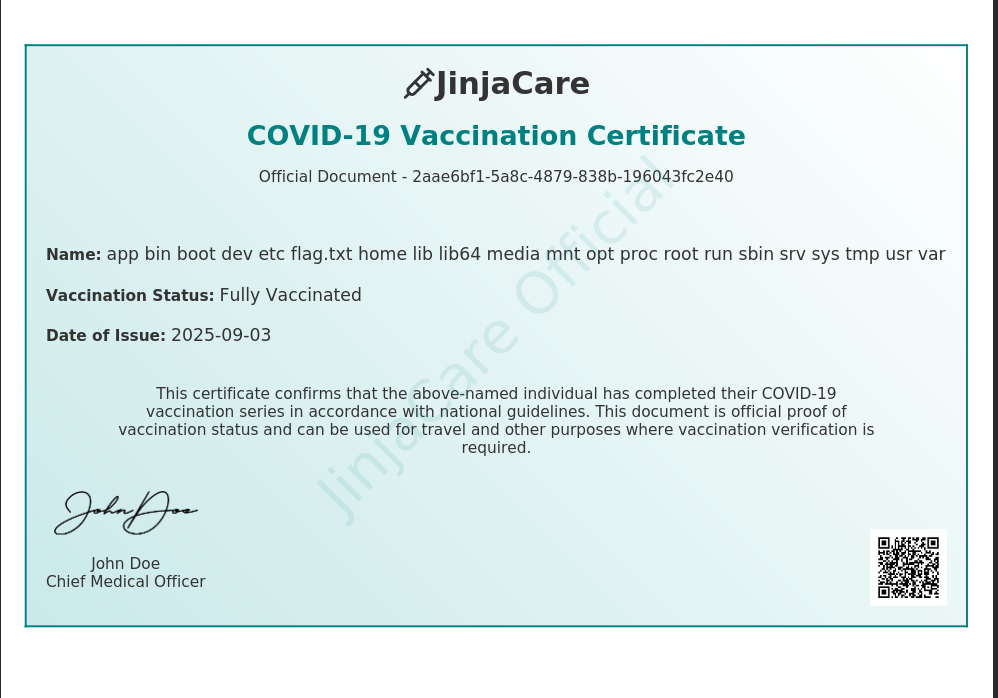 JinjaCare
COVID-19 Vaccination Certificate
Official Document - 2aae6bf1-5a8c-4879-838b-196043fc2e40
Name: app bin boot dev etc flag.txt home lib lib64 media mnt opt proc root run sbin srv sys tmp usr var
Vaccination Status: Fully Vaccinated
Date of Issue: 2025-09-03
JinjaCare Official
This certificate confirms that the above-named individual has completed their COVID-19
vaccination series in accordance with national guidelines. This document is official proof of
vaccination status and can be used for travel and other purposes where vaccination verification is
required.
John Doe
John Doe
Chief Medical Officer